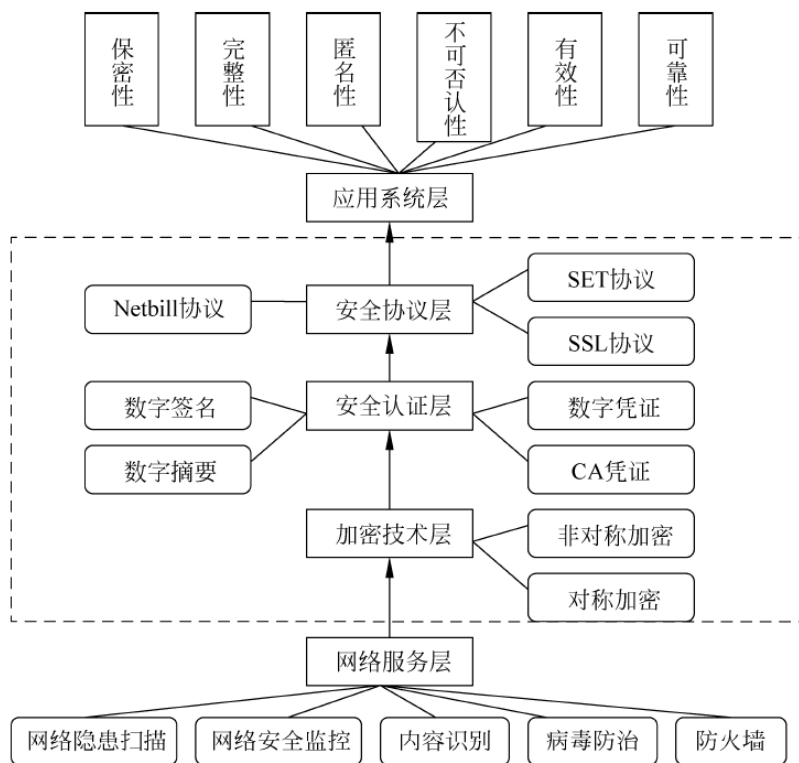 保密性
完整性
匿名性
不可否认性
有效性
可靠性
应用系统层
SET协议
Netbill协议
安全协议层
SSL协议
数字签名
安全认证层
数字凭证
数字摘要
CA凭证
加密技术层
非对称加密
对称加密
网络服务层
网络隐患扫描
网络安全监控
内容识别
病毒防治
防火墙